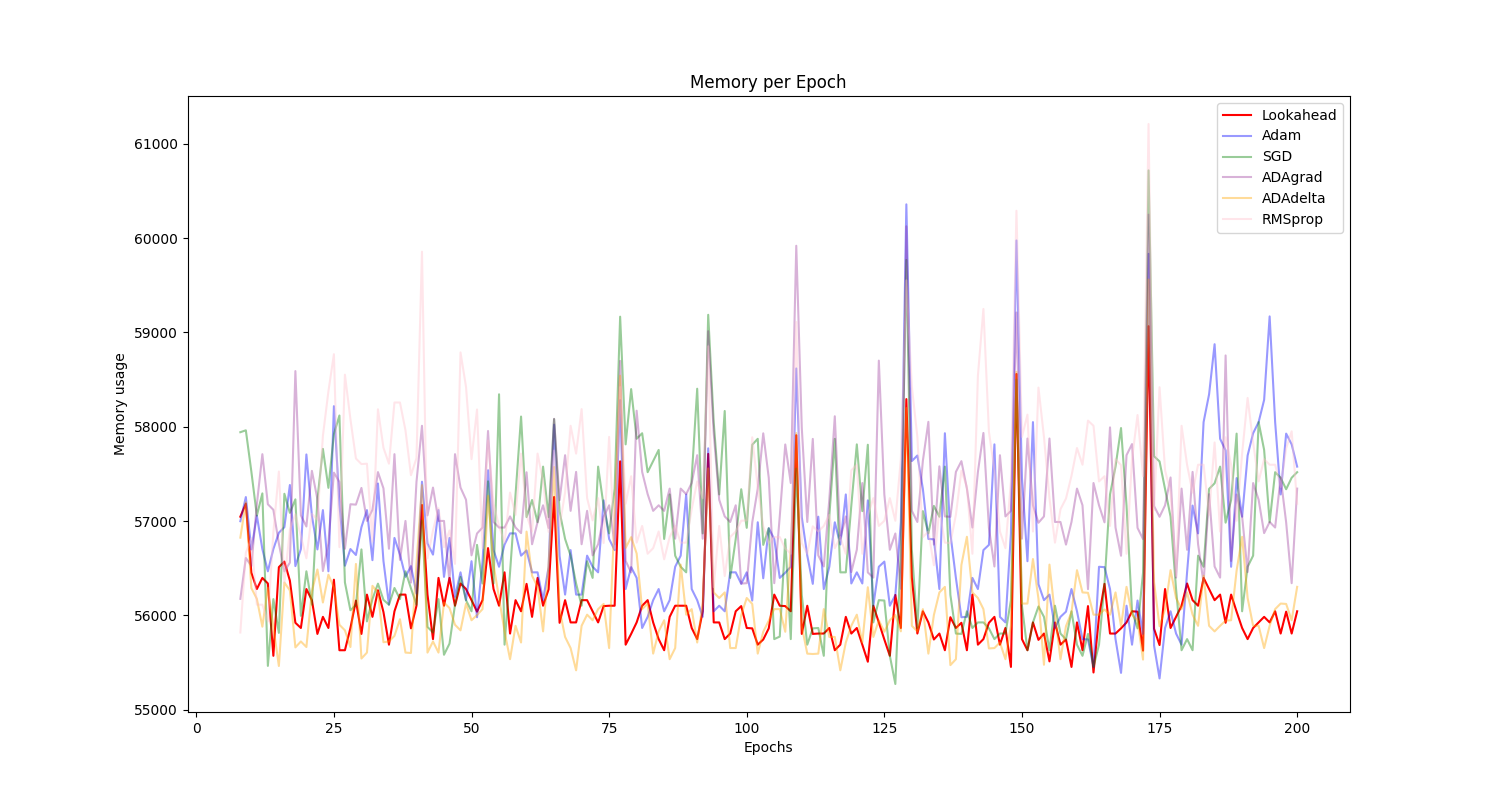 Memory per Epoch
Lookahead
Adam
SGD
ADAgrad
ADAdelta
RMSprop
61000
60000
59000
58000
57000
56000
55000
Memory usage
0 25 50 75 100 125 150 175 200
Epochs